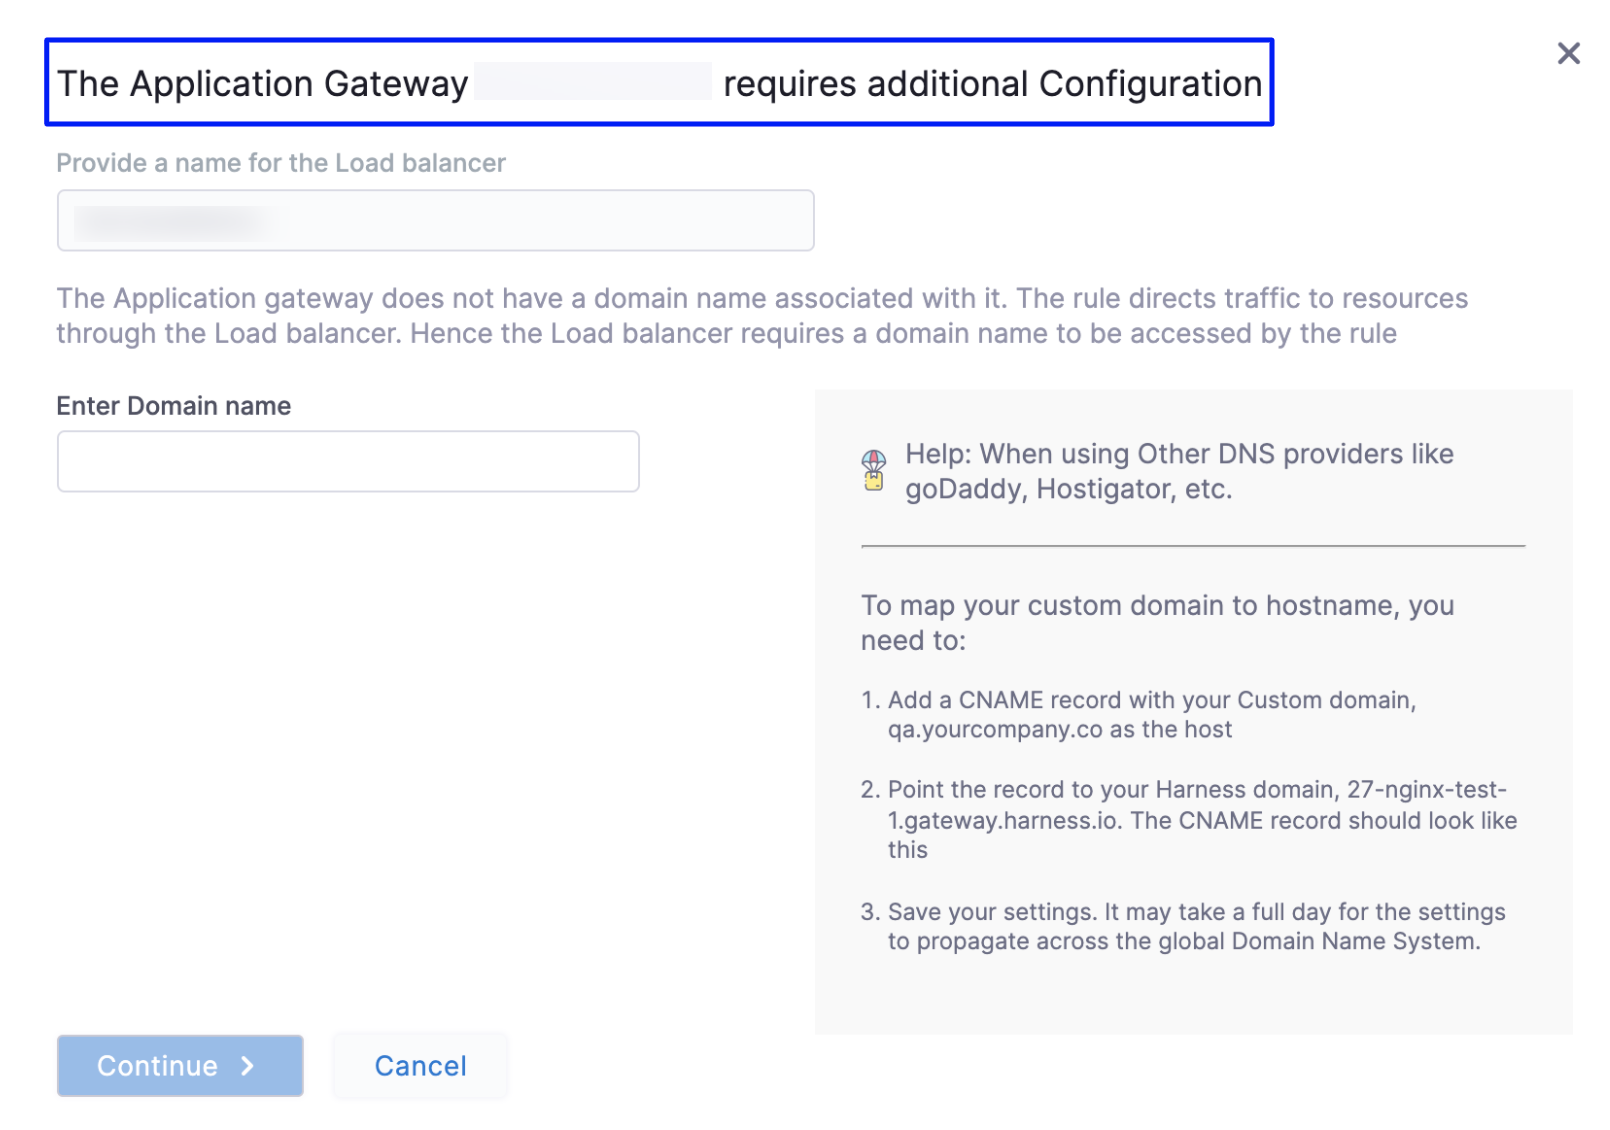 The Application Gateway requires additional Configuration
Provide a name for the Load balancer
The Application gateway does not have a domain name associated with it. The rule directs traffic to resources
through the Load balancer. Hence the Load balancer requires a domain name to be accessed by the rule
Enter Domain name
Help: When using Other DNS providers like
goDaddy, Hostigator, etc.
To map your custom domain to hostname, you
need to:
1. Add a CNAME record with your Custom domain,
qa.yourcompany.co as the host
2. Point the record to your Harness domain, 27-nginx-test-
1.gateway.harness.io. The CNAME record should look like
this
3. Save your settings. It may take a full day for the settings
to propagate across the global Domain Name System.
Continue
Cancel